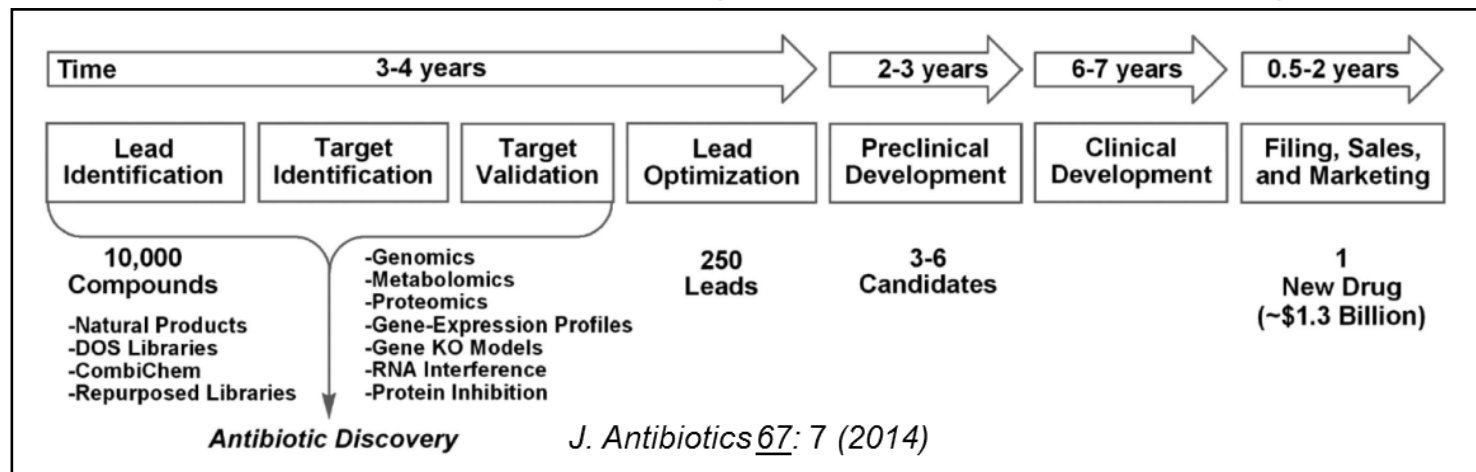 Time 3-4 years
2-3 years
6-7 years
0.5-2 years
Lead
Identification
Target
Identification
Target
Validation
Lead
Optimization
Preclinical
Development
Clinical
Development
Filing, Sales,
and Marketing
10,000
Compounds
-Natural Products
-DOS Libraries
-CombiChem
-Repurposed Libraries
-Genomics
-Metabolomics
-Proteomics
-Gene-Expression Profiles
-Gene KO Models
-RNA Interference
-Protein Inhibition
250
Leads
3-6
Candidates
1
New Drug
(~$1.3 Billion)
Antibiotic Discovery
J. Antibiotics 67: 7 (2014)